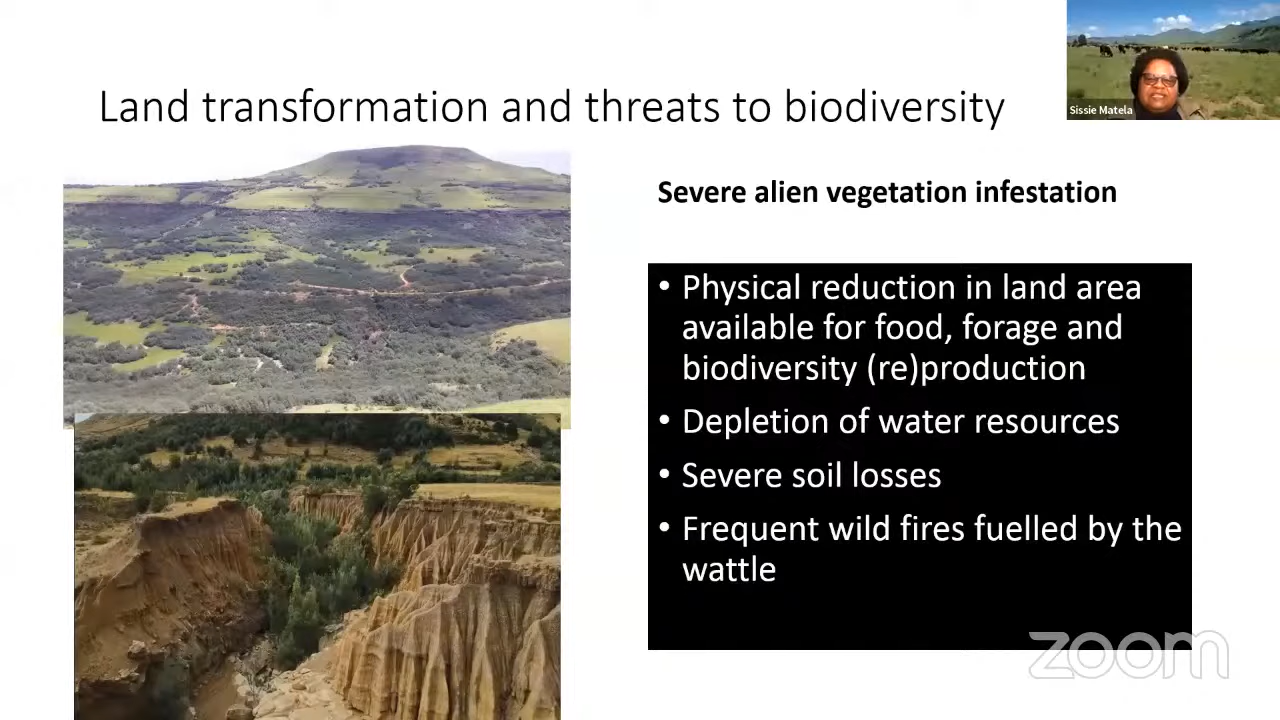 Land transformation and threats to biodiversity
Sissie Matela
Severe alien vegetation infestation
• Physical reduction in land area
available for food, forage and
biodiversity (re)production
• Depletion of water resources
• Severe soil losses
• Frequent wild fires fuelled by the
wattle
zoom